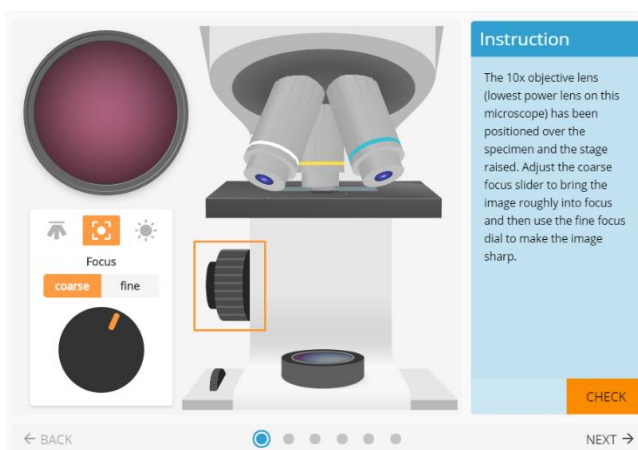 Instruction
The 10x objective lens
(lowest power lens on this
microscope) has been
positioned over the
specimen and the stage
raised. Adjust the coarse
focus slider to bring the
image roughly into focus
and then use the fine focus
dial to make the image
sharp.
Focus
coarse fine
CHECK
← BACK
NEXT →